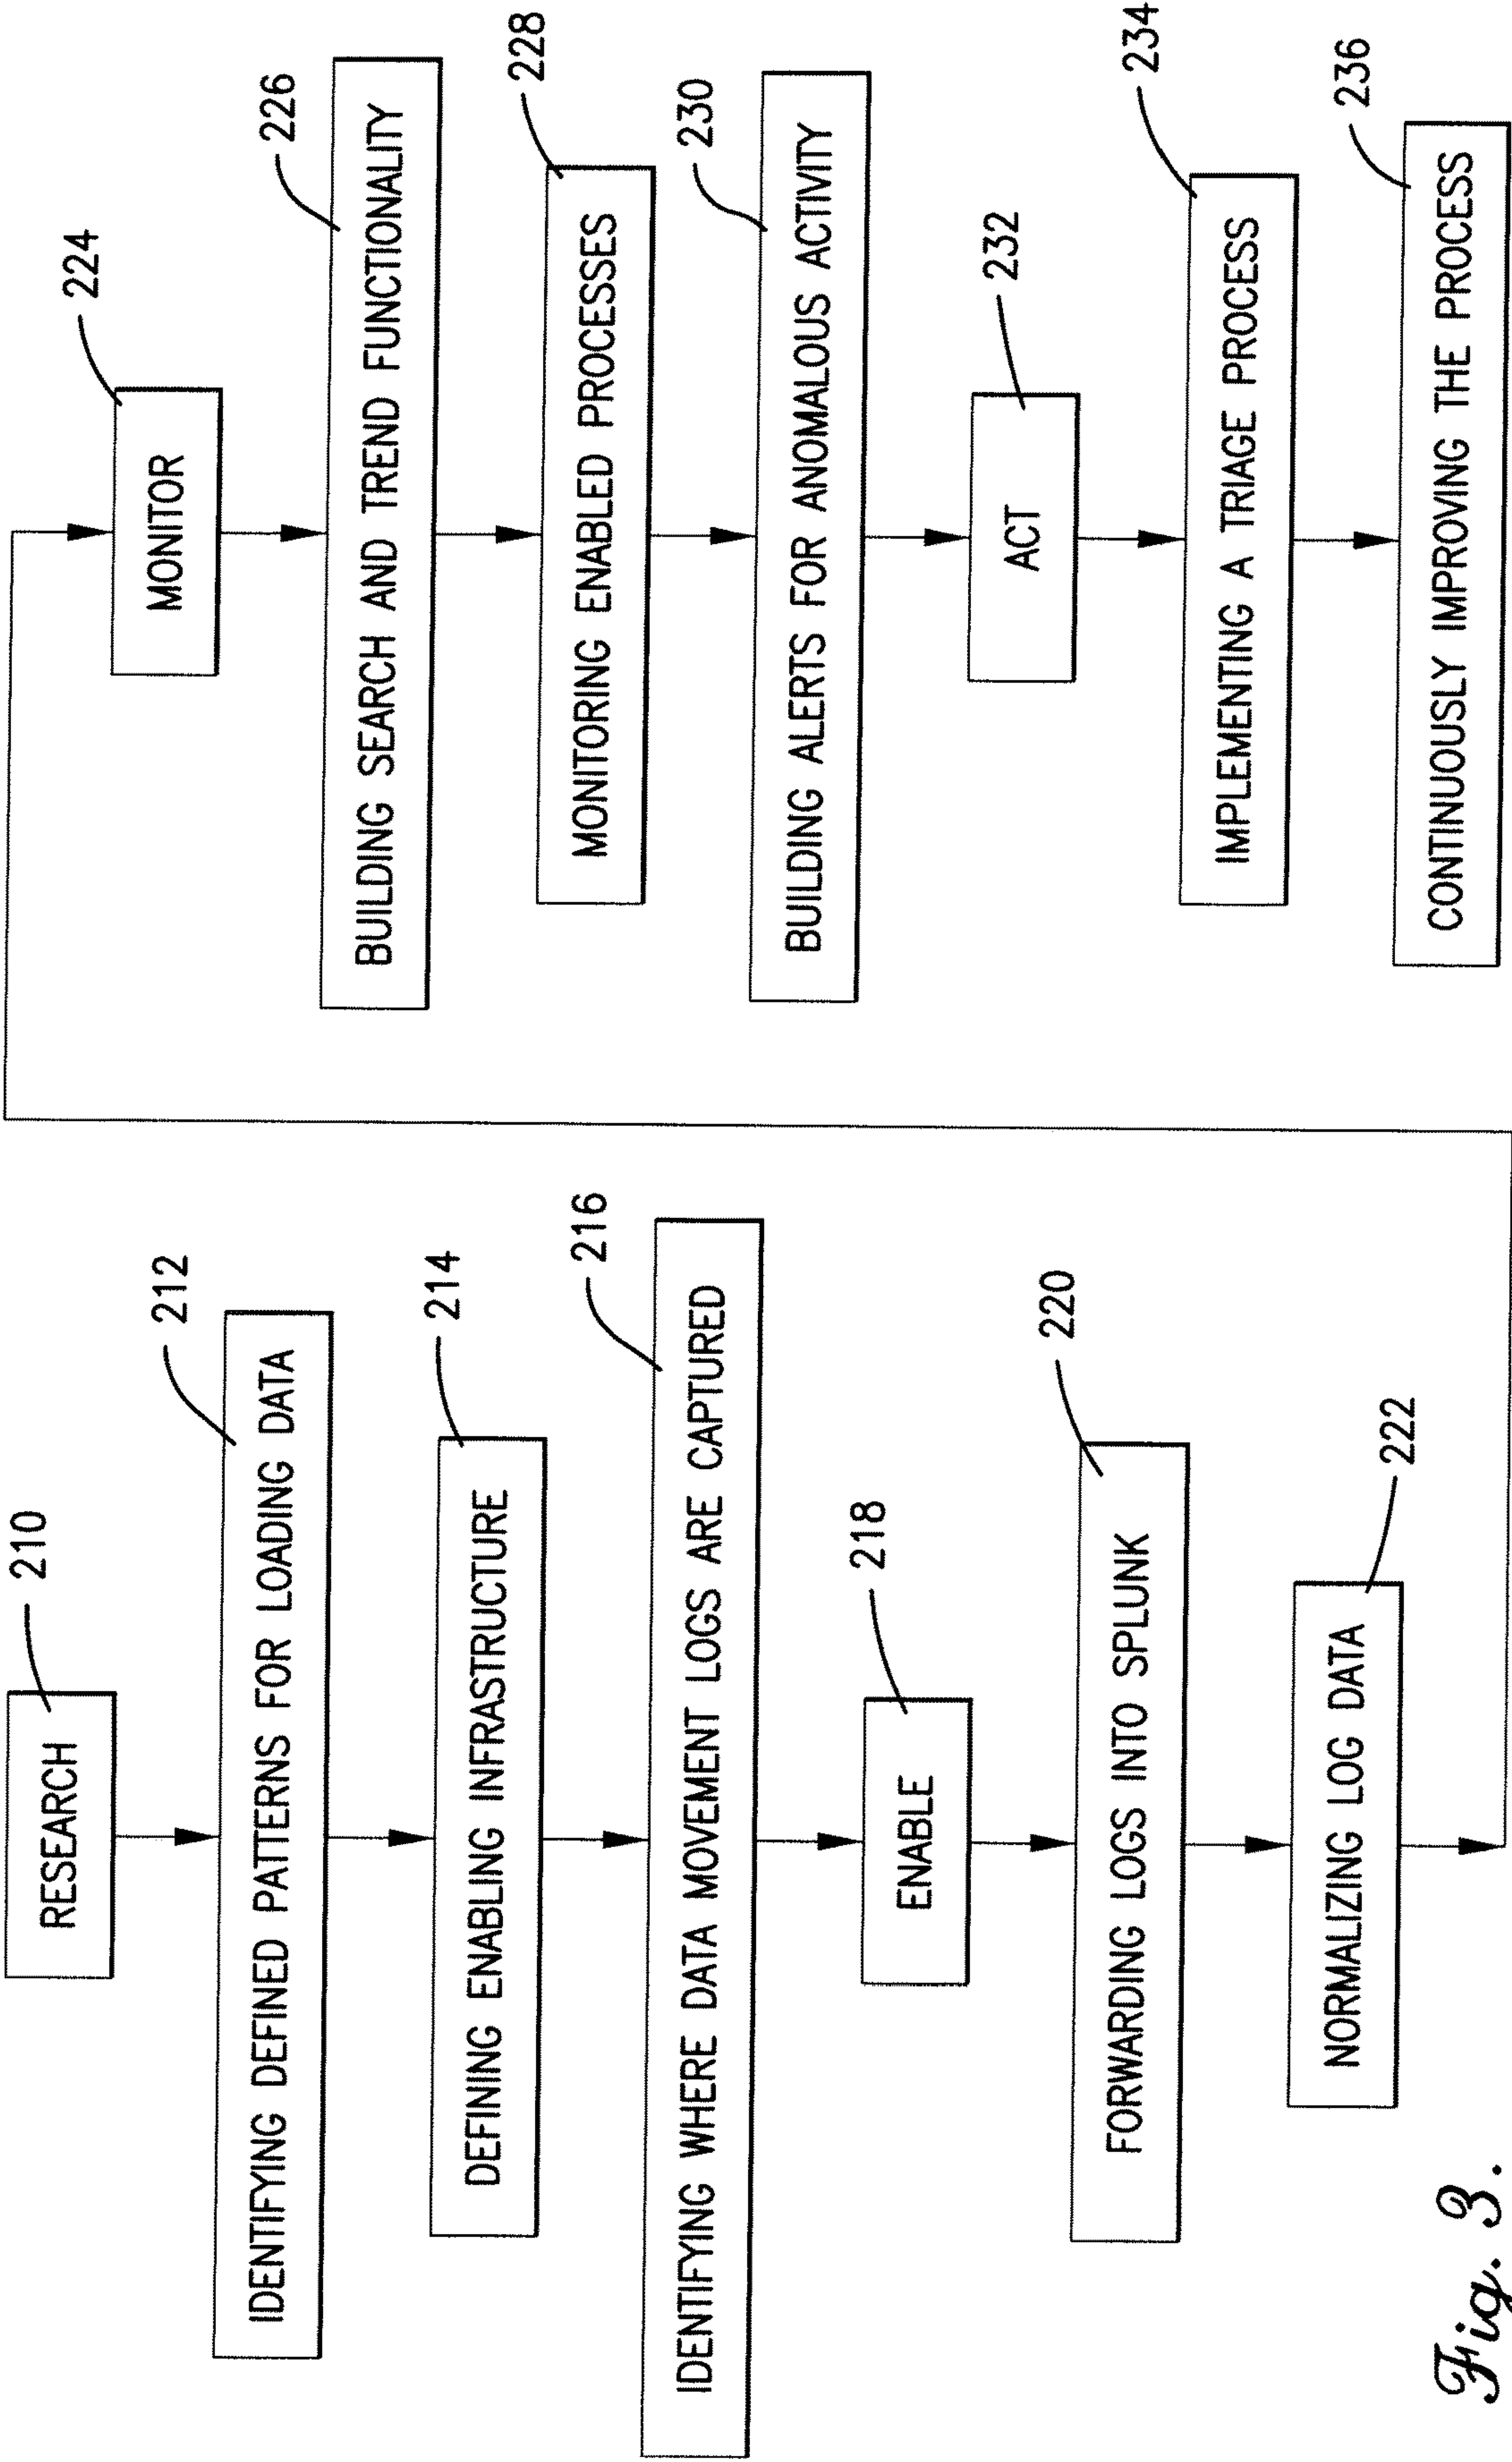 210
RESEARCH
212
IDENTIFYING DEFINED PATTERNS FOR LOADING DATA
214
DEFINING ENABLING INFRASTRUCTURE
216
IDENTIFYING WHERE DATA MOVEMENT LOGS ARE CAPTURED
218
ENABLE
220
FORWARDING LOGS INTO SPLUNK
222
NORMALIZING LOG DATA
224
MONITOR
226
BUILDING SEARCH AND TREND FUNCTIONALITY
228
MONITORING ENABLED PROCESSES
230
BUILDING ALERTS FOR ANOMALOUS ACTIVITY
232
ACT
234
IMPLEMENTING A TRIAGE PROCESS
236
CONTINUOUSLY IMPROVING THE PROCESS
Fig. 3.